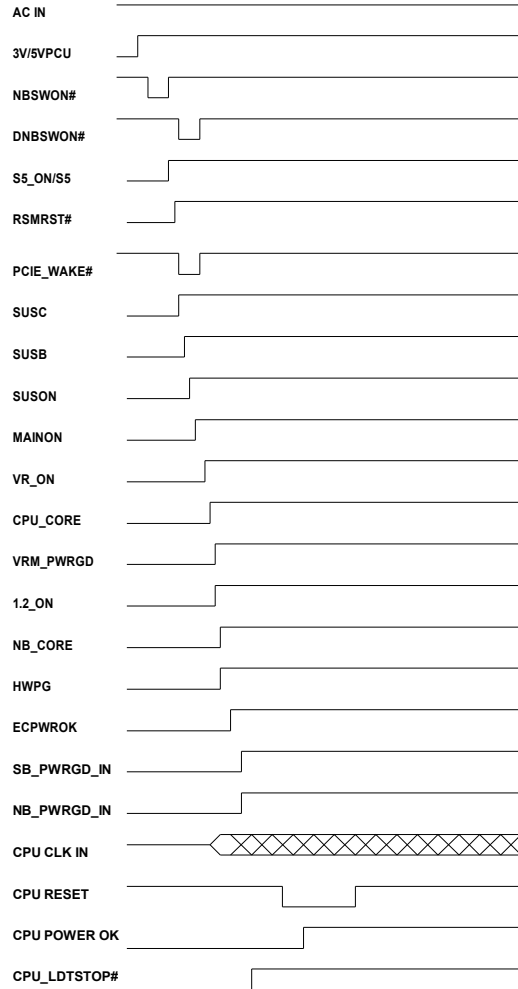 AC IN
3V/5VPCU
NBSWON#
DNBSWON#
S5_ON/S5
RSMRST#
PCIE_WAKE#
SUSC
SUSB
SUSON
MAINON
VR_ON
CPU_CORE
VRM_PWRGD
1.2_ON
NB_CORE
HWPG
ECPWROK
SB_PWRGD_IN
NB_PWRGD_IN
CPU CLK IN
CPU RESET
CPU POWER OK
CPU_LDTSTOP#